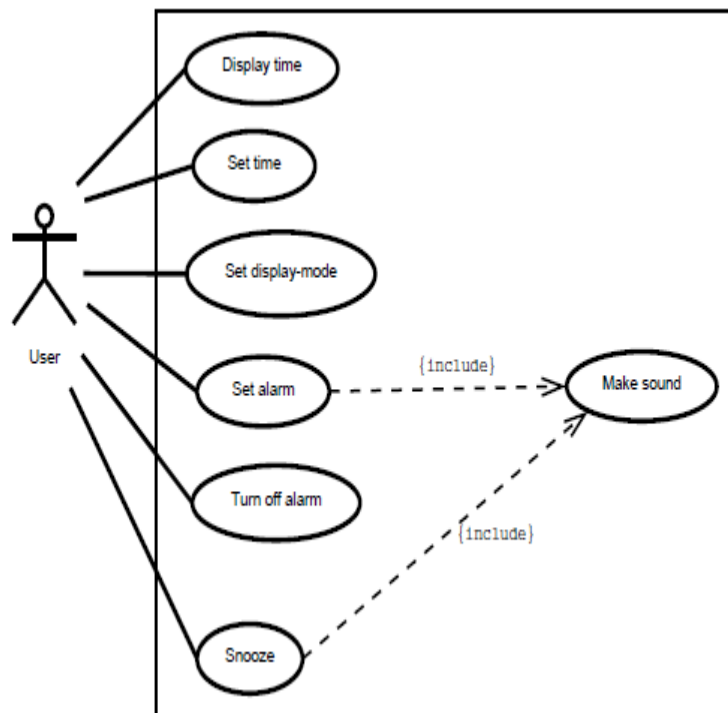 Display time
Set time
Set display-mode
User
Set alarm
{include}
Make sound
Turn off alarm
{include}
Snooze